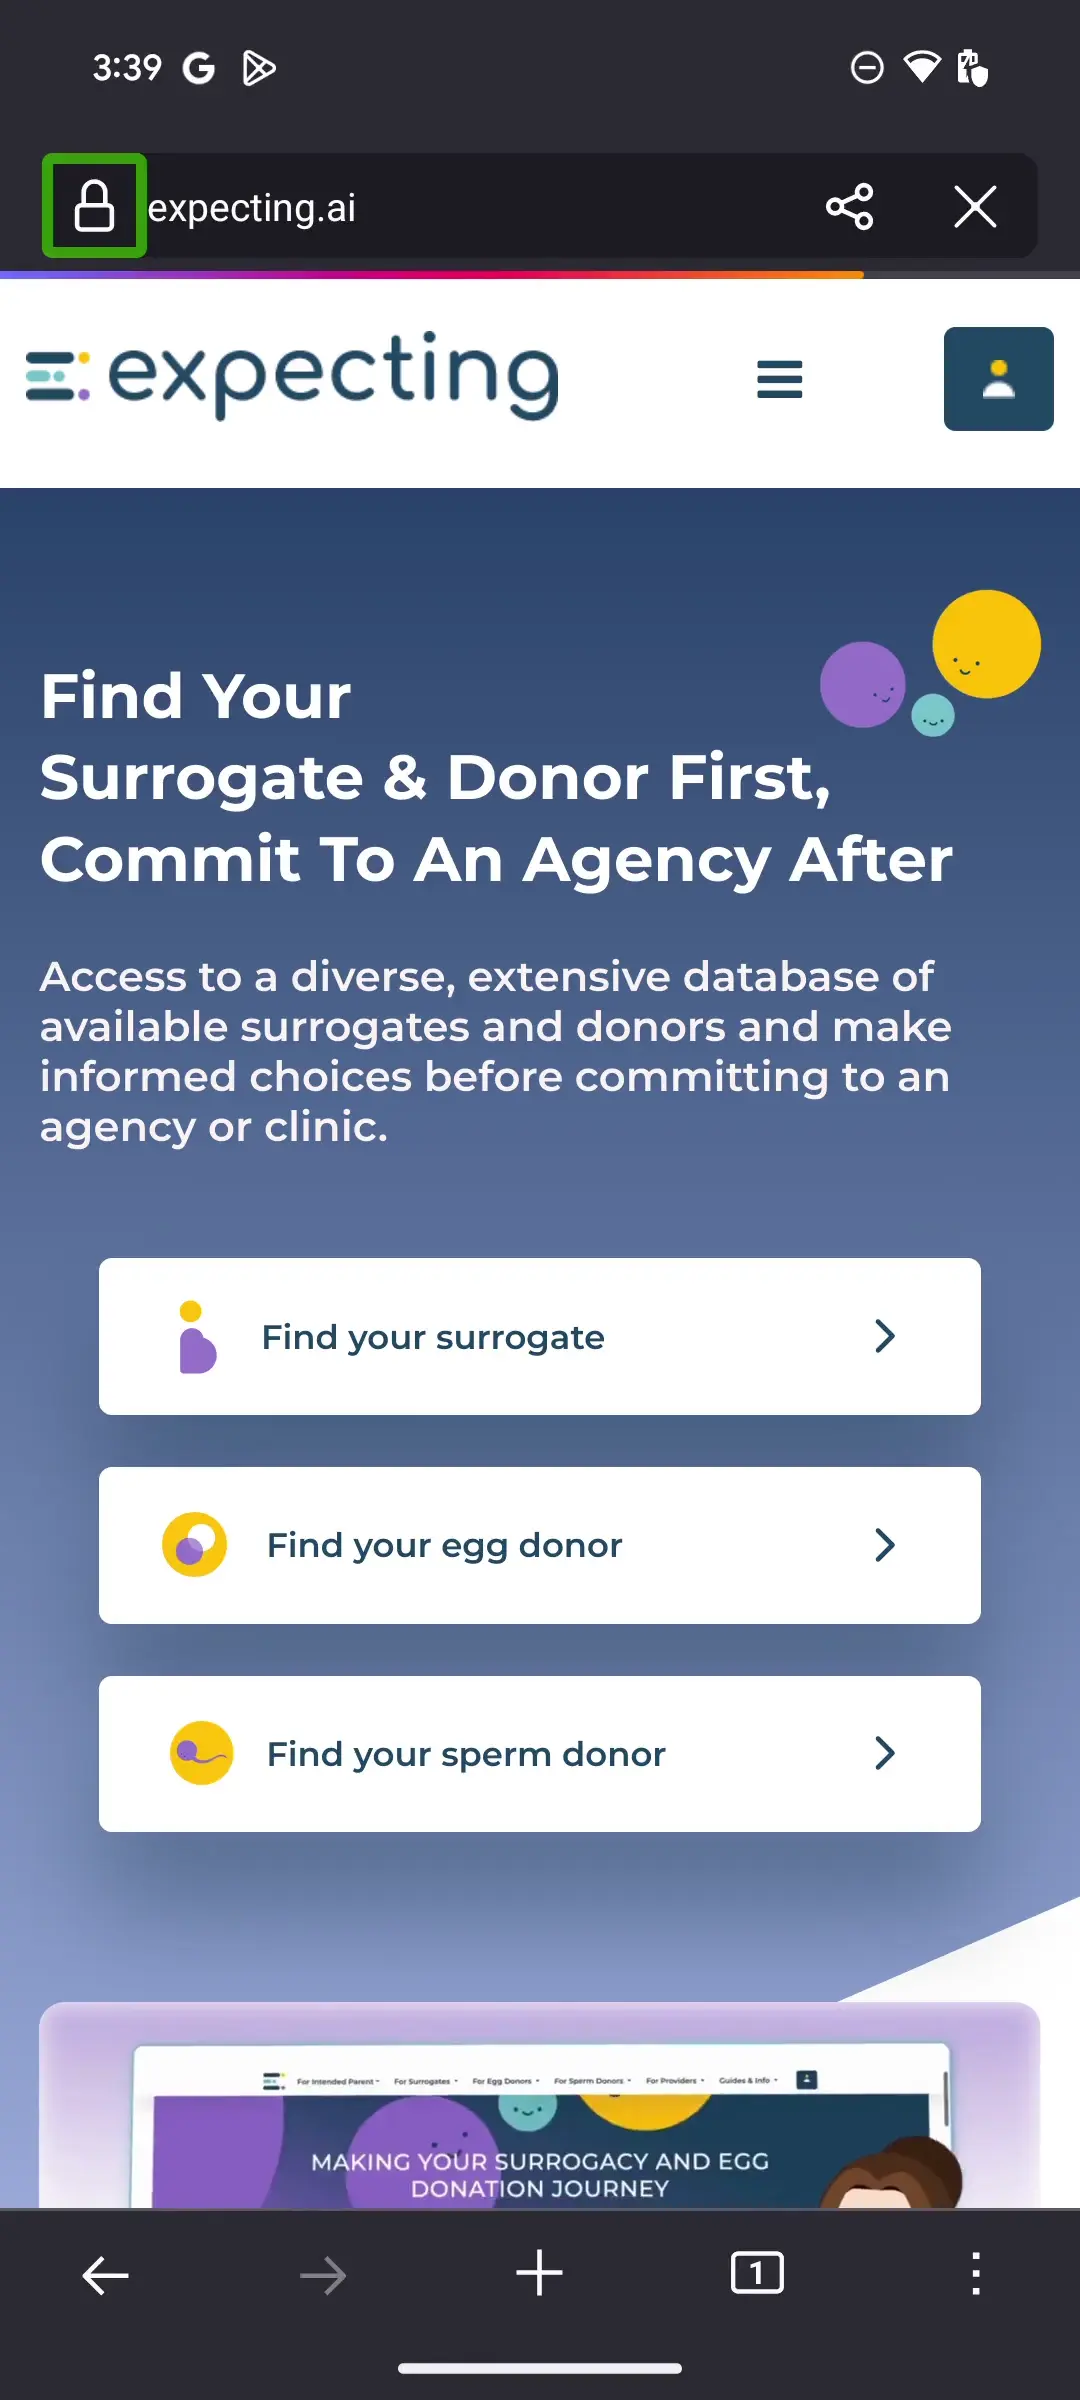 3:39
expecting.ai
expecting
Find Your
Surrogate & Donor First,
Commit To An Agency After
Access to a diverse, extensive database of
available surrogates and donors and make
informed choices before committing to an
agency or clinic.
Find your surrogate
Find your egg donor
Find your sperm donor
For Intended Parent For Surrogates For Egg Donors For Sperm Donors For Providers Guides & Info
MAKING YOUR SURROGACY AND EGG
DONATION JOURNEY
1